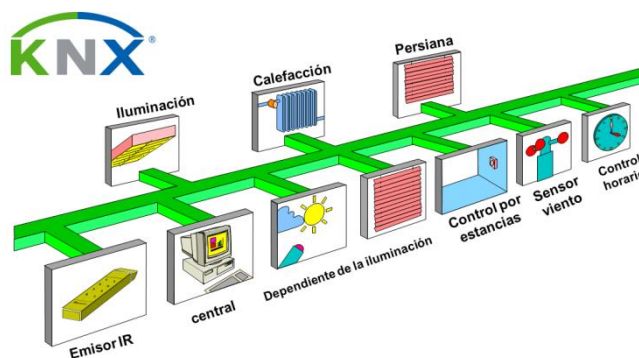 KNX®
Iluminación
Calefacción
Persiana
Emisor IR
central
Dependiente de la iluminación
Control por
estancias
Sensor
viento
Control
horario